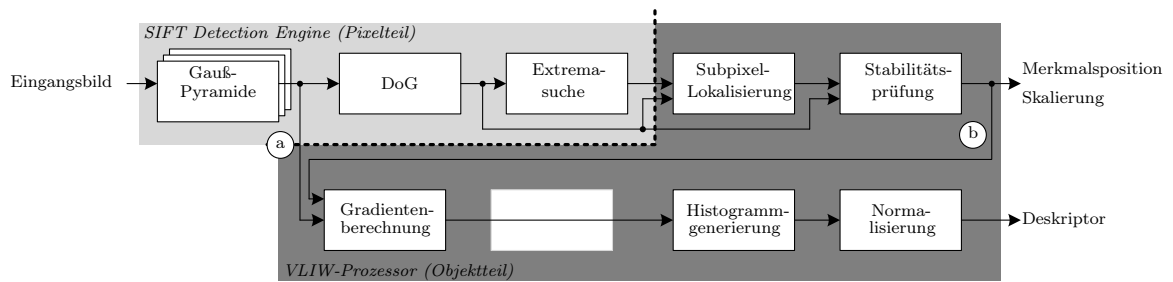 SIFT Detection Engine (Pixelteil)
Eingangsbild
Gauß-
Pyramide
DoG
Extrema-
suche
Subpixel-
Lokalisierung
Stabilitäts-
prüfung
Merkmalsposition
Skalierung
a
b
Gradienten-
berechnung
Histogramm-
generierung
Norma-
lisierung
Deskriptor
VLIW-Prozessor (Objektteil)